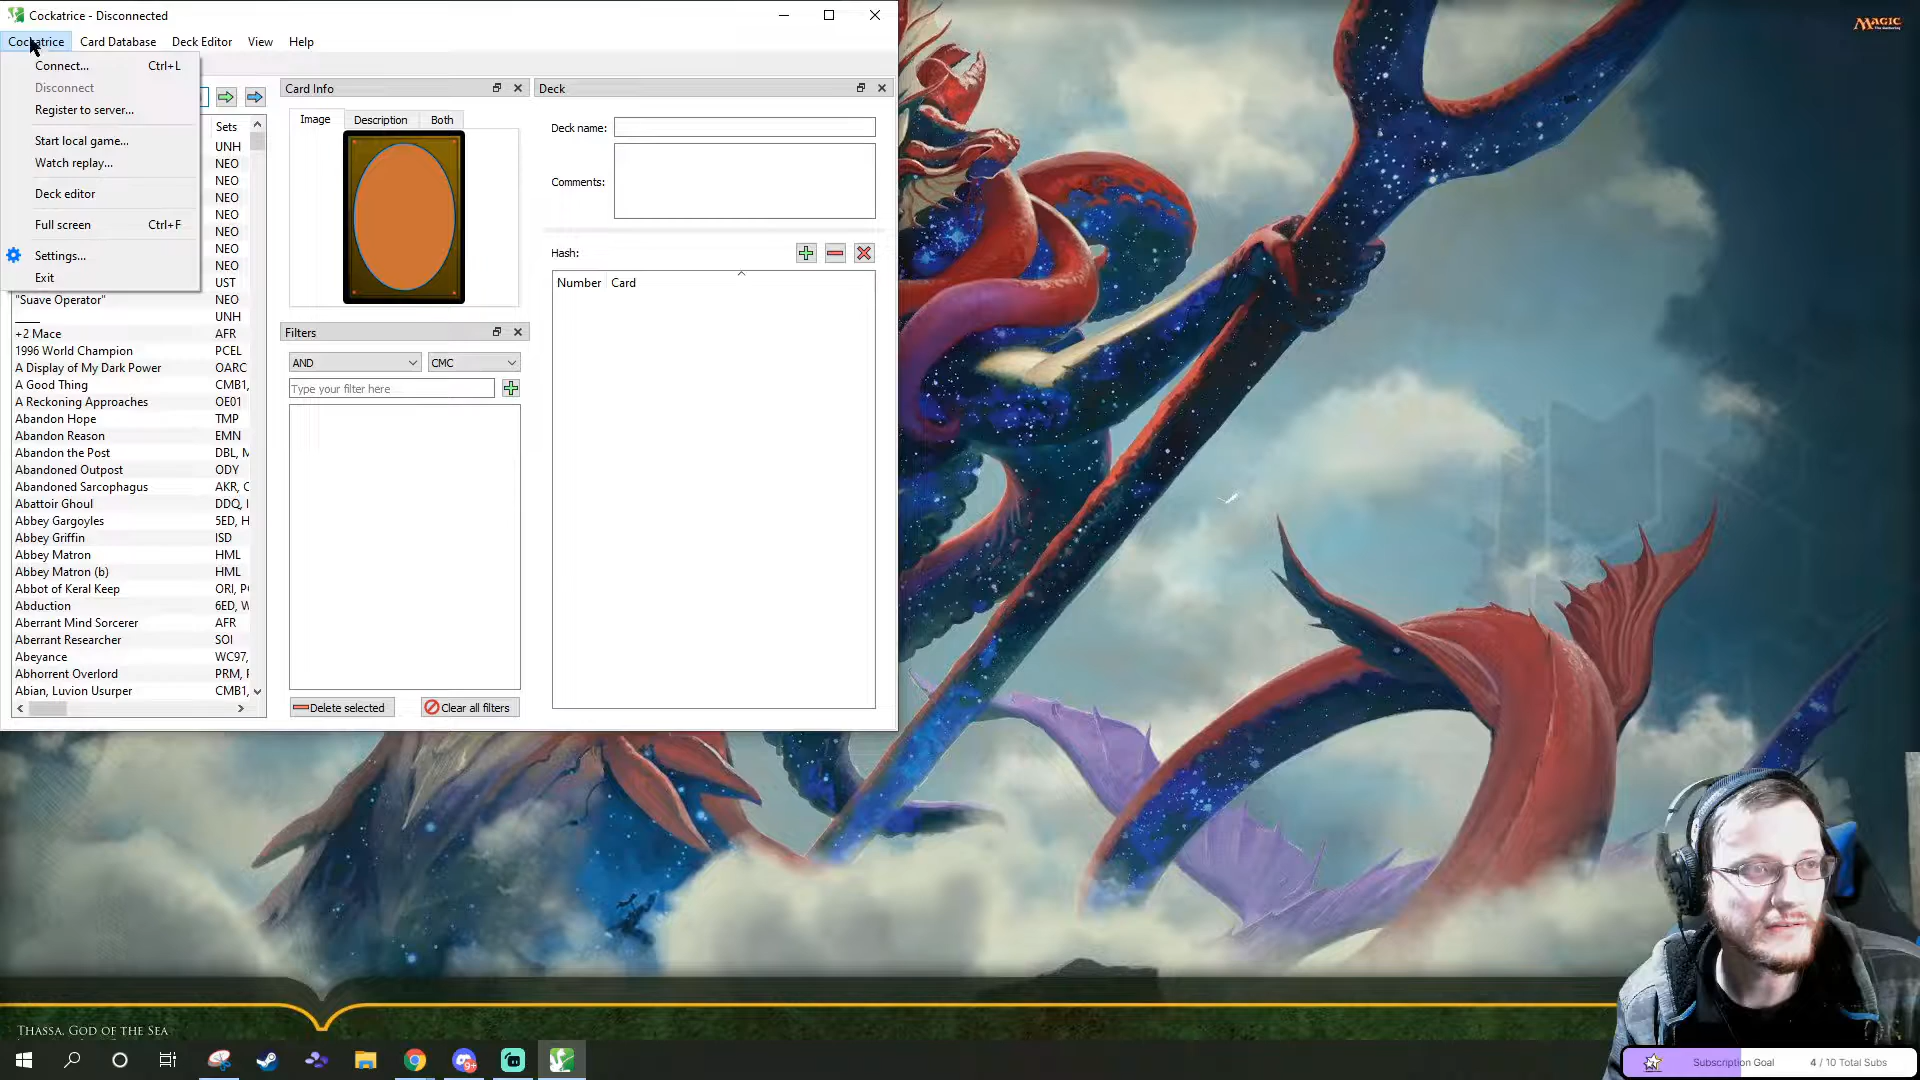 Cockatrice - Disconnected
Cockatrice Card Database Deck Editor View Help
Connect... Ctrl+L
Disconnect
Register to server...
Start local game...
Watch replay...
Deck editor
Full screen Ctrl+F
Settings...
Exit
Sets
UNH
NEO
NEO
NEO
NEO
NEO
NEO
NEO
UST
"Suave Operator" NEO
____ UNH
+2 Mace AFR
1996 World Champion PCEL
A Display of My Dark Power OARC
A Good Thing CMB1,
A Reckoning Approaches OE01
Abandon Hope TMP
Abandon Reason EMN
Abandon the Post DBL,
Abandoned Outpost ODY
Abandoned Sarcophagus AKR,
Abattoir Ghoul DDQ,
Abbey Gargoyles 5ED,
Abbey Griffin ISD
Abbey Matron HML
Abbey Matron (b) HML
Abbot of Keral Keep ORI,
Abduction 6ED,
Aberrant Mind Sorcerer AFR
Aberrant Researcher SOI
Abeyance WC97,
Abhorrent Overlord PRM,
Abian, Luvion Usurper CMB1,
Card Info
Image Description Both
Filters
AND CMC
Type your filter here
Delete selected Clear all filters
Deck
Deck name:
Comments:
Hash:
Number Card
MAGIC
THASSA, GOD OF THE SEA
9+
Subscription Goal 4 / 10 Total Subs